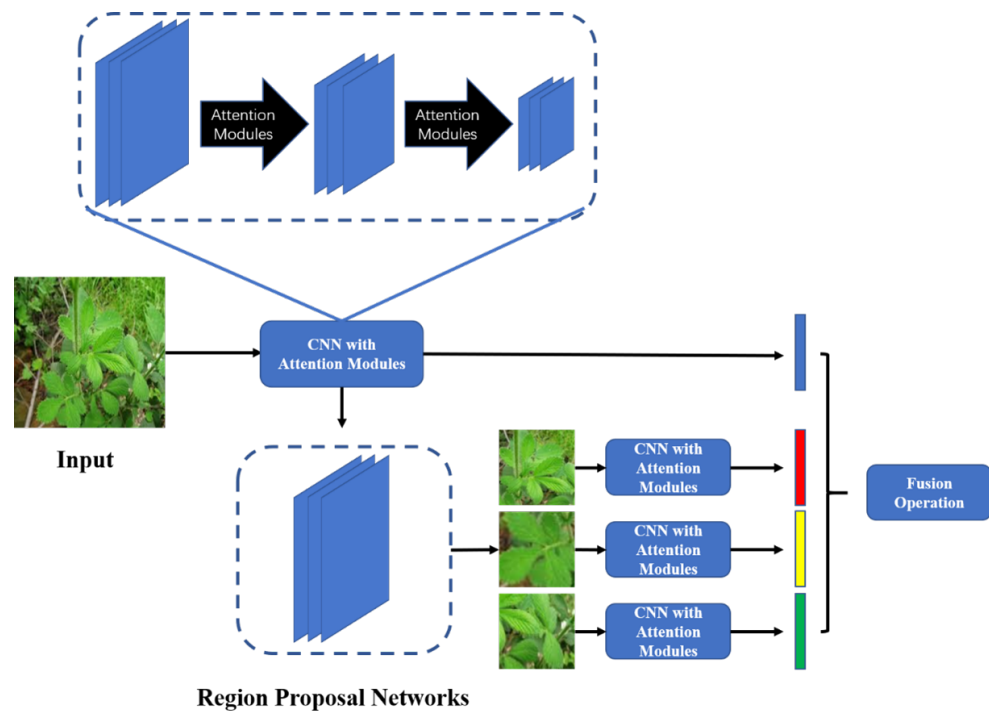 Attention
Modules
Attention
Modules
CNN with
Attention Modules
Input
CNN with
Attention
Modules
CNN with
Attention
Modules
CNN with
Attention
Modules
Fusion
Operation
Region Proposal Networks